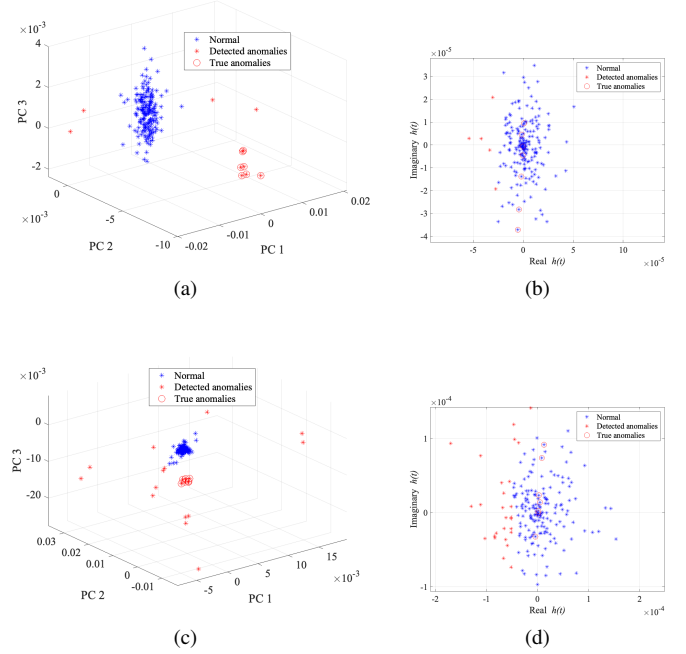 ×10⁻³
4
2
0
-2
PC 3
Normal
Detected anomalies
True anomalies
0
×10⁻³
-5
-10
PC 2
-0.02
-0.01
0
0.01
0.02
PC 1
(a)
×10⁻⁵
3
2
1
0
-1
-2
-3
-4
Imaginary h(t)
Normal
Detected anomalies
True anomalies
-5
0
5
10
×10⁻⁵
Real h(t)
(b)
×10⁻³
0
-10
-20
PC 3
Normal
Detected anomalies
True anomalies
0.03
0.02
0.01
0
-0.01
PC 2
-5
0
5
10
15
×10⁻³
PC 1
(c)
×10⁻⁴
1
0
-1
Imaginary h(t)
Normal
Detected anomalies
True anomalies
-2
-1
0
1
2
×10⁻⁴
Real h(t)
(d)